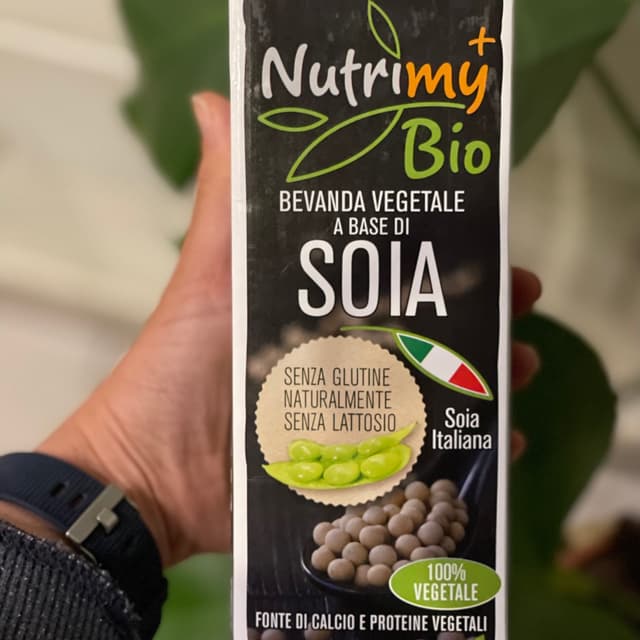 Nutrimy+
Bio
BEVANDA VEGETALE
A BASE DI
SOIA
SENZA GLUTINE
NATURALMENTE
SENZA LATTOSIO
Soia
Italiana
100%
VEGETALE
FONTE DI CALCIO E PROTEINE VEGETALI